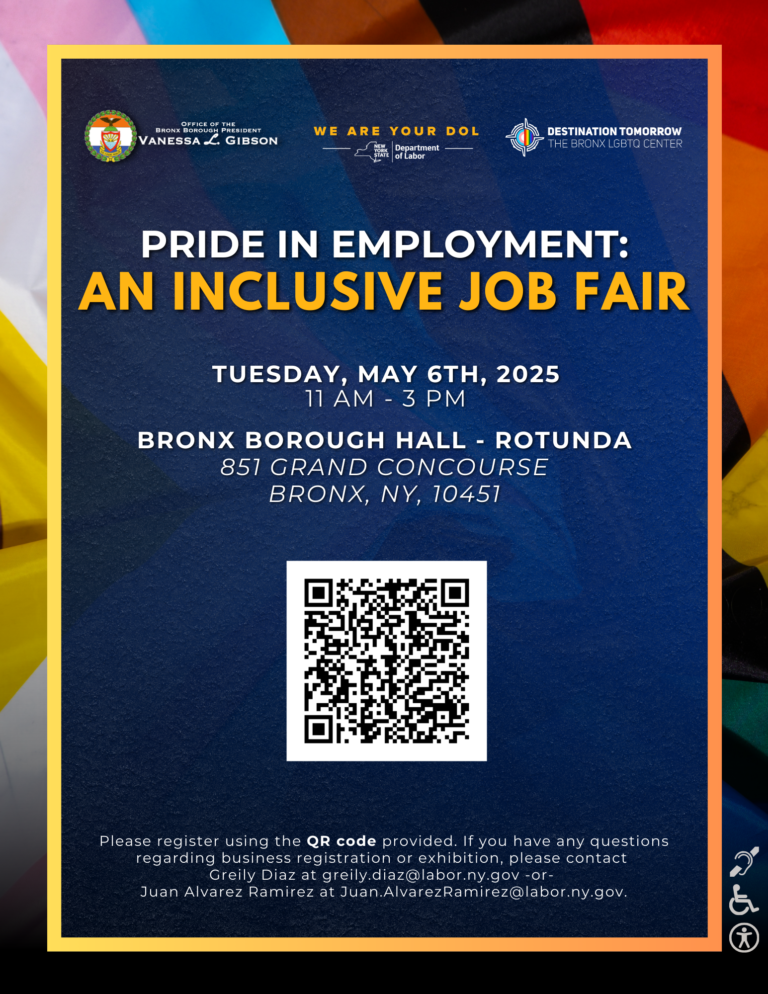 OFFICE OF THE
BRONX BOROUGH PRESIDENT
VANESSA L. GIBSON
WE ARE YOUR DOL
NEW
YORK
STATE
Department
of Labor
DESTINATION TOMORROW
THE BRONX LGBTQ CENTER
PRIDE IN EMPLOYMENT:
AN INCLUSIVE JOB FAIR
TUESDAY, MAY 6TH, 2025
11 AM - 3 PM
BRONX BOROUGH HALL - ROTUNDA
851 GRAND CONCOURSE
BRONX, NY, 10451
Please register using the QR code provided. If you have any questions
regarding business registration or exhibition, please contact
Greily Diaz at greily.diaz@labor.ny.gov -or-
Juan Alvarez Ramirez at Juan.AlvarezRamirez@labor.ny.gov.